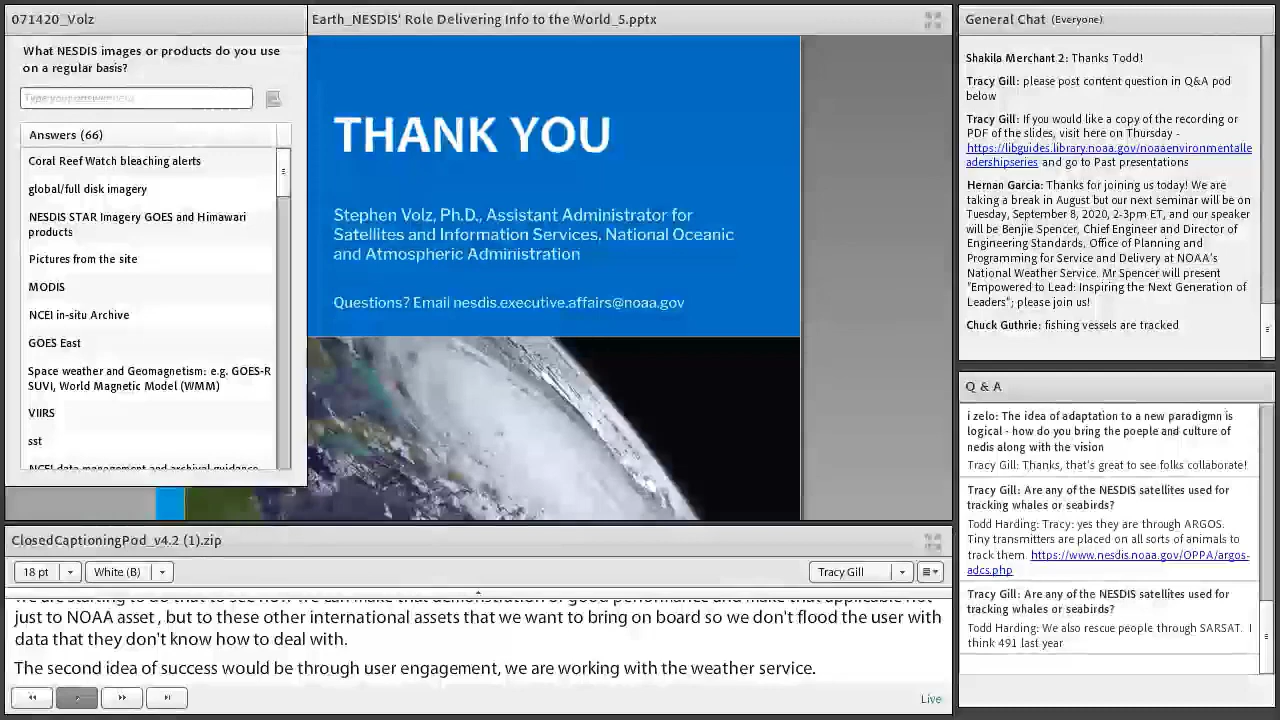 071420_Volz
What NESDIS images or products do you use
on a regular basis?
Answers (66)
Coral Reef Watch bleaching alerts
global/full disk imagery
NESDIS STAR Imagery GOES and Himawari
products
Pictures from the site
MODIS
NCEI in-situ Archive
GOES East
Space weather and Geomagnetism: e.g. GOES-R
SUVI, World Magnetic Model (WMM)
VIIRS
sst
NCEI data management and archival guidance
Earth_NESDIS' Role Delivering Info to the World_5.pptx
THANK YOU
Stephen Volz, Ph.D., Assistant Administrator for
Satellites and Information Services, National Oceanic
and Atmospheric Administration
Questions? Email nesdis.executive.affairs@noaa.gov
ClosedCaptioningPod_v4.2 (1).zip
18 pt
White (B)
Tracy Gill
just to NOAA asset , but to these other international assets that we want to bring on board so we don't flood the user with
data that they don't know how to deal with.
The second idea of success would be through user engagement, we are working with the weather service.
Live
General Chat (Everyone)
Shakila Merchant 2: Thanks Todd!
Tracy Gill: please post content question in Q&A pod
below
Tracy Gill: If you would like a copy of the recording or
PDF of the slides, visit here on Thursday -
https://libguides.library.noaa.gov/noaaenvironmentalle
adershipseries and go to Past presentations
Hernan Garcia: Thanks for joining us today! We are
taking a break in August but our next seminar will be on
Tuesday, September 8, 2020, 2-3pm ET, and our speaker
will be Benjie Spencer, Chief Engineer and Director of
Engineering Standards, Office of Planning and
Programming for Service and Delivery at NOAA's
National Weather Service. Mr Spencer will present
"Empowered to Lead: Inspiring the Next Generation of
Leaders"; please join us!
Chuck Guthrie: fishing vessels are tracked
Q & A
i zelo: The idea of adaptation to a new paradigmn is
logical - how do you bring the poeple and culture of
nedis along with the vision
Tracy Gill: Thanks, that's great to see folks collaborate!
Tracy Gill: Are any of the NESDIS satellites used for
tracking whales or seabirds?
Todd Harding: Tracy: yes they are through ARGOS.
Tiny transmitters are placed on all sorts of animals to
track them. https://www.nesdis.noaa.gov/OPPA/argos-
adcs.php
Tracy Gill: Are any of the NESDIS satellites used for
tracking whales or seabirds?
Todd Harding: We also rescue people through SARSAT. I
think 491 last year